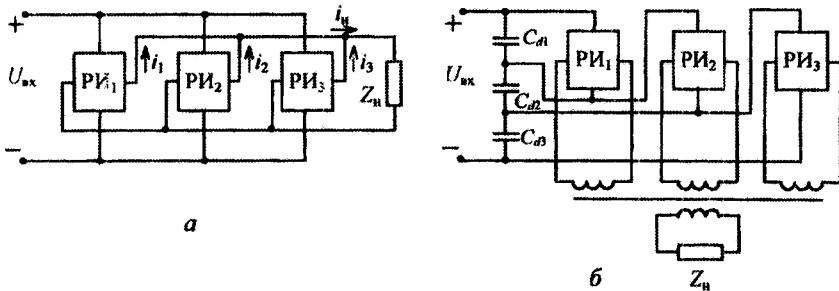 +
U_вх
−
РИ₁
РИ₂
РИ₃
i₁
i₂
i₃
i_н
Z_н
а
+
U_вх
−
C_d1
C_d2
C_d3
РИ₁
РИ₂
РИ₃
Z_н
б